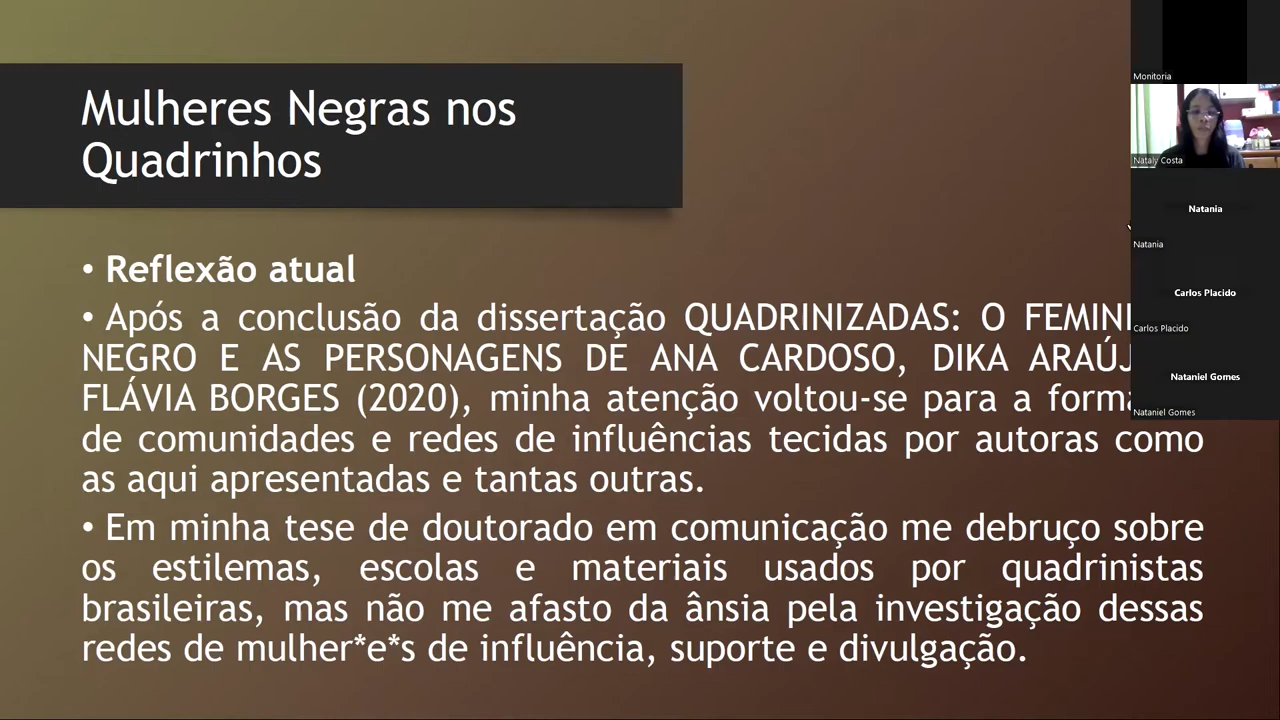 Mulheres Negras nos
Quadrinhos
• Reflexão atual
• Após a conclusão da dissertação QUADRINIZADAS: O
NEGRO E AS PERSONAGENS DE ANA CARDOSO, DIKA
FLÁVIA BORGES (2020), minha atenção voltou-se para a
de comunidades e redes de influências tecidas por autoras como
as aqui apresentadas e tantas outras.
• Em minha tese de doutorado em comunicação me debruço sobre
os estilemas, escolas e materiais usados por quadrinistas
brasileiras, mas não me afasto da ânsia pela investigação dessas
redes de mulher*e*s de influência, suporte e divulgação.
Monitoria
Nataly Costa
Natania
Natania
Carlos Placido
Carlos Placido
Nataniel Gomes
Nataniel Gomes